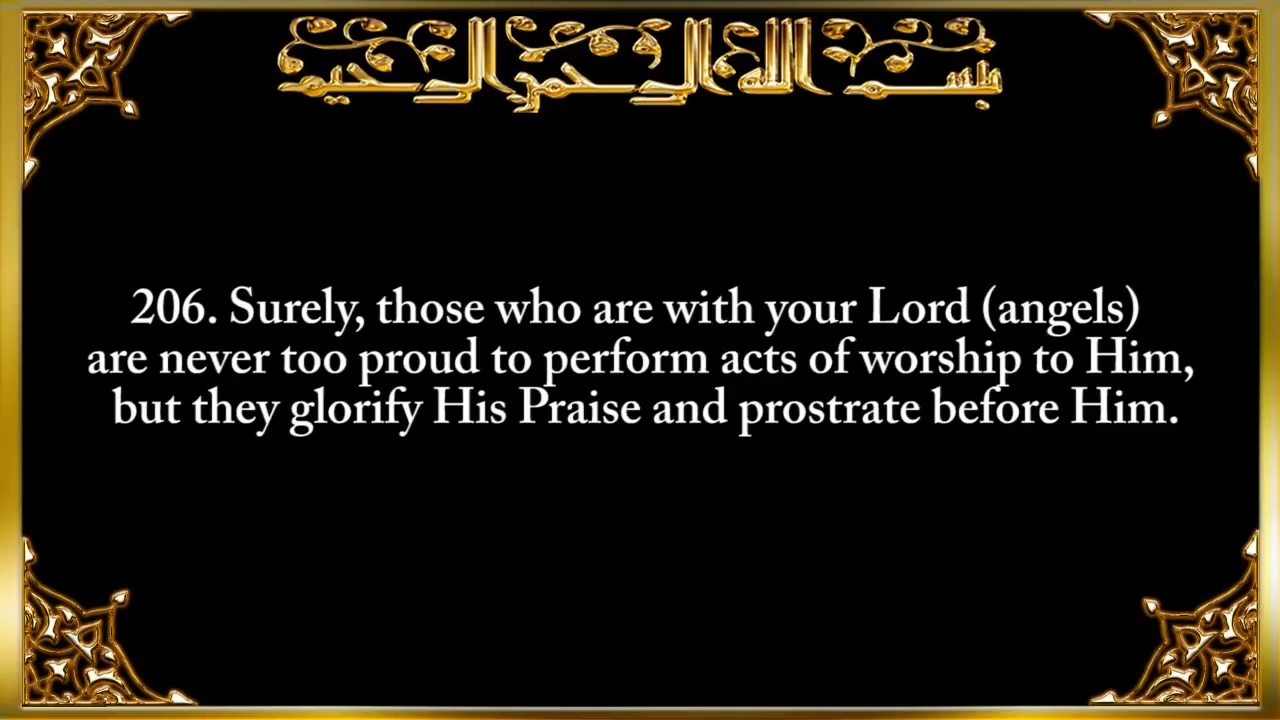 بسم الله الرحمن الرحيم
206. Surely, those who are with your Lord (angels)
are never too proud to perform acts of worship to Him,
but they glorify His Praise and prostrate before Him.